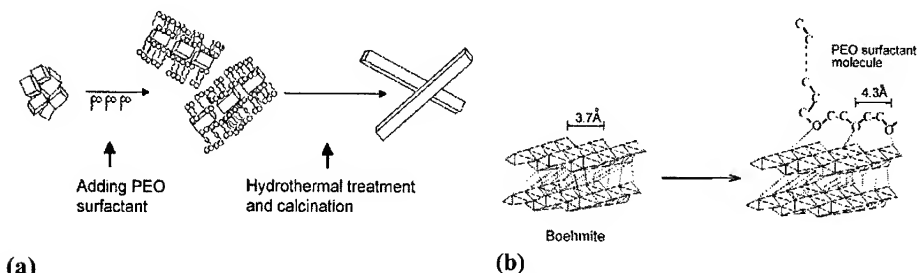 Adding PEO
surfactant
Hydrothermal treatment
and calcination
(a)
3.7Å
Boehmite
PEO surfactant
molecule
4.3Å
C
C
C
C
C
O
C
C
O
C
C
O
(b)